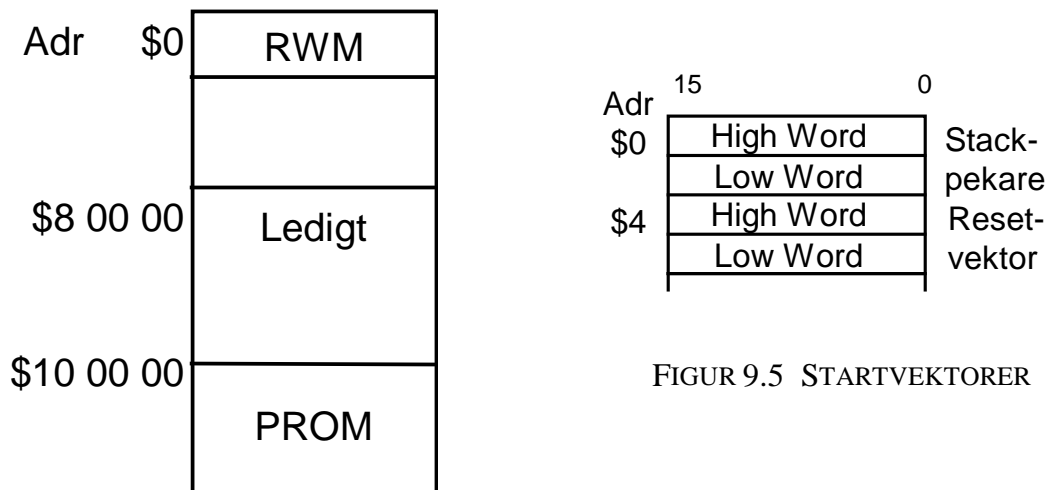 Adr $0 RWM
$8 00 00 Ledigt
$10 00 00
PROM
15 0
Adr
$0 High Word Stack-
Low Word pekare
$4 High Word Reset-
Low Word vektor
FIGUR 9.5 STARTVEKTORER